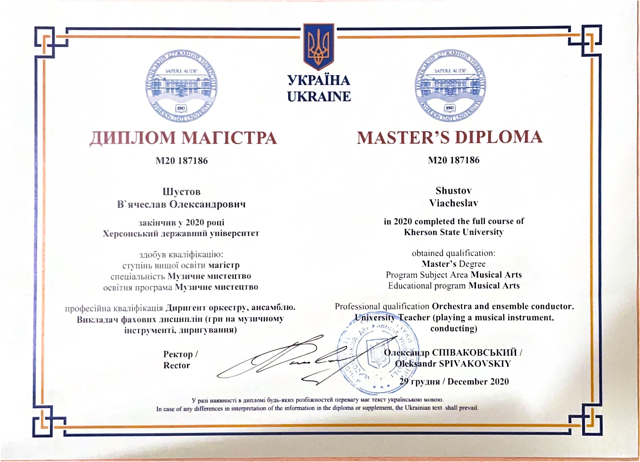 УКРАЇНА
UKRAINE
SAPERE AUDE
SAPERE AUDE
ДИПЛОМ МАГІСТРА
M20 187186
Шустов
В`ячеслав Олександрович
закінчив у 2020 році
Херсонський державний університет
здобув кваліфікацію:
ступінь вищої освіти магістр
спеціальність Музичне мистецтво
освітня програма Музичне мистецтво
професійна кваліфікація Диригент оркестру, ансамблю.
Викладач фахових дисциплін (гри на музичному
інструменті, диригування)
MASTER'S DIPLOMA
M20 187186
Shustov
Viacheslav
in 2020 completed the full course of
Kherson State University
obtained qualification:
Master's Degree
Program Subject Area Musical Arts
Educational program Musical Arts
Professional qualification Orchestra and ensemble conductor.
University Teacher (playing a musical instrument,
conducting)
Ректор /
Rector
Олександр СПІВАКОВСЬКИЙ /
Oleksandr SPIVAKOVSKIY
29 грудня / December 2020
У разі наявності в дипломі будь-яких розбіжностей перевагу має текст українською мовою.
In case of any differences in interpretation of the information in the diploma or supplement, the Ukrainian text shall prevail.